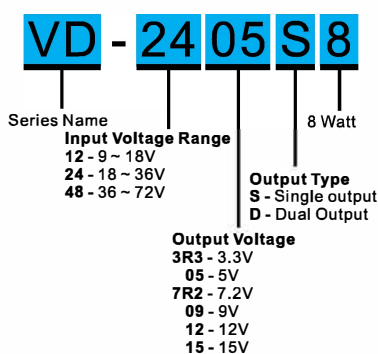 VD - 24 05 S 8
Series Name
8 Watt
Input Voltage Range
12 - 9 ~ 18V
24 - 18 ~ 36V
48 - 36 ~ 72V
Output Type
S - Single output
D - Dual Output
Output Voltage
3R3 - 3.3V
05 - 5V
7R2 - 7.2V
09 - 9V
12 - 12V
15 - 15V